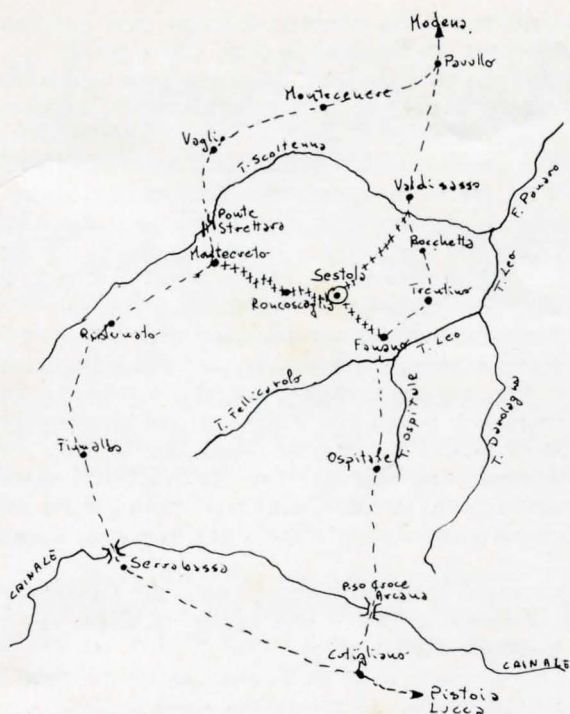 Modena
Pavullo
Montecenere
Vaglio
T. Scoltenna
Valdisasso
F. Panaro
Ponte
Strettara
Rocchetta
Montecreto
T. Leo
Sestola
Roncoscaglia
Trentino
Riolunato
Fanano
T. Leo
T. Fellicarolo
T. Ospitale
T. Dardagna
Fiumalbo
Ospitale
CRINALE
Serrabassa
P.so Croce
Arcana
Cutigliano
CRINALE
Pistoia
Lucca